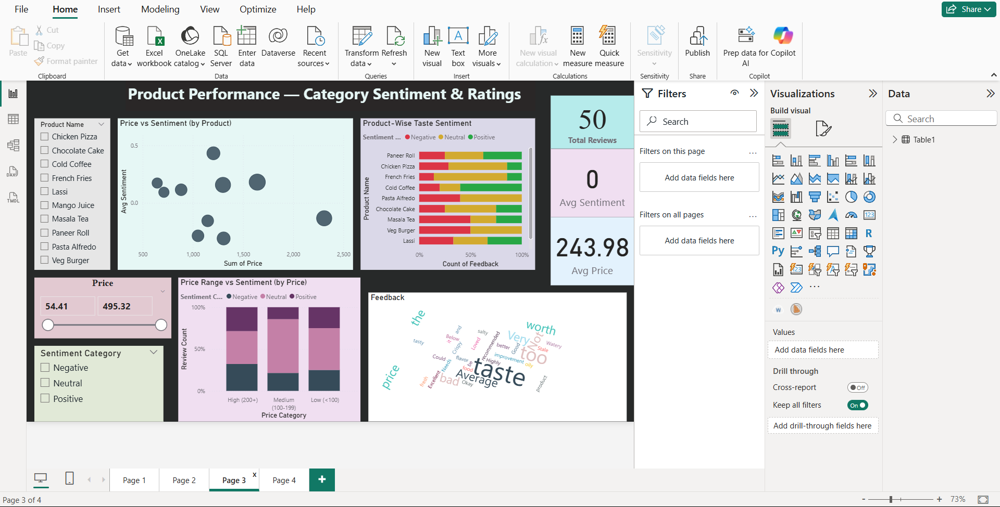 File Home Insert Modeling View Optimize Help Share
Paste Cut
Copy
Format painter
Clipboard
Get data Excel workbook OneLake catalog SQL Server Enter data Dataverse Recent sources
Data
Transform data Refresh
Queries
New visual Text box More visuals
Insert
New visual calculation New measure Quick measure
Calculations
Sensitivity
Sensitivity
Publish
Share
Prep data for AI Copilot
Copilot
Product Performance — Category Sentiment & Ratings
Product Name
Chicken Pizza
Chocolate Cake
Cold Coffee
French Fries
Lassi
Mango Juice
Masala Tea
Paneer Roll
Pasta Alfredo
Veg Burger
Price vs Sentiment (by Product)
Avg Sentiment
0.5
0.0
500 1,000 1,500 2,000 2,500
Sum of Price
Product-Wise Taste Sentiment
Sentiment ... Negative Neutral Positive
Product Name
Paneer Roll
Chicken Pizza
French Fries
Cold Coffee
Pasta Alfredo
Chocolate Cake
Masala Tea
Veg Burger
Lassi
0% 50% 100%
Count of Feedback
50
Total Reviews
0
Avg Sentiment
243.98
Avg Price
Price
54.41 495.32
Sentiment Category
Negative
Neutral
Positive
Price Range vs Sentiment (by Price)
Sentiment C... Negative Neutral Positive
Review Count
100%
50%
0%
High (200+) Medium (100-199) Low (<100)
Price Category
Feedback
the
tasty
price
and
Below
it
Crispy
salty
Loved
recommended
Very
worth
Not
Watery
Stale
better
Good
too
Could
Needs
flavor
be
food
Highly
improvement
oily
taste
fresh
Excellent
bad
Average
Okay
product
Filters
Search
Filters on this page ...
Add data fields here
Filters on all pages ...
Add data fields here
Visualizations
Build visual
123
R
Py
123
...
W
Values
Add data fields here
Drill through
Cross-report Off
Keep all filters On
Add drill-through fields here
Data
Search
Table1
DAX
TMDL
Page 1 Page 2 Page 3 x Page 4 +
Page 3 of 4
- + 73%